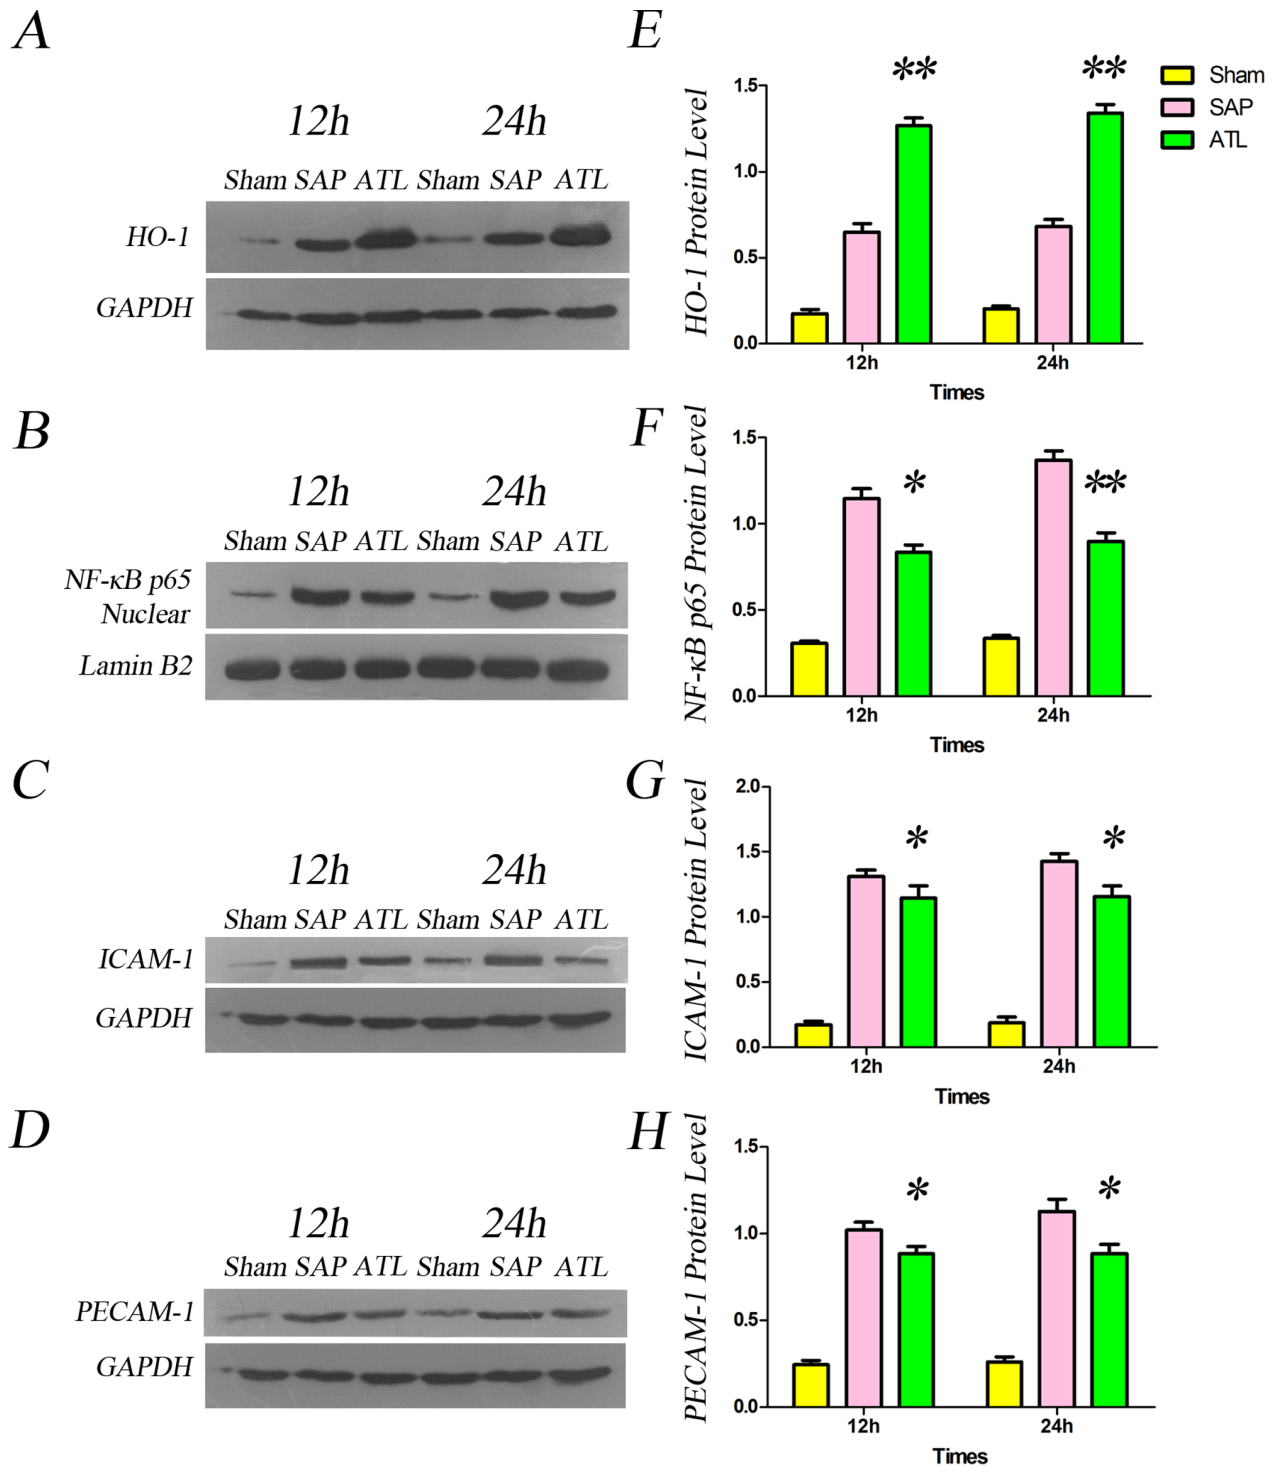 A
12h 24h
Sham SAP ATL Sham SAP ATL
HO-1
GAPDH
E
HO-1 Protein Level
1.5
1.0
0.5
0.0
** **
12h 24h
Times
Sham
SAP
ATL
B
12h 24h
Sham SAP ATL Sham SAP ATL
NF-κB p65
Nuclear
Lamin B2
F
NF-κB p65 Protein Level
1.5
1.0
0.5
0.0
* **
12h 24h
Times
C
12h 24h
Sham SAP ATL Sham SAP ATL
ICAM-1
GAPDH
G
ICAM-1 Protein Level
2.0
1.5
1.0
0.5
0.0
* *
12h 24h
Times
D
12h 24h
Sham SAP ATL Sham SAP ATL
PECAM-1
GAPDH
H
PECAM-1 Protein Level
1.5
1.0
0.5
0.0
* *
12h 24h
Times